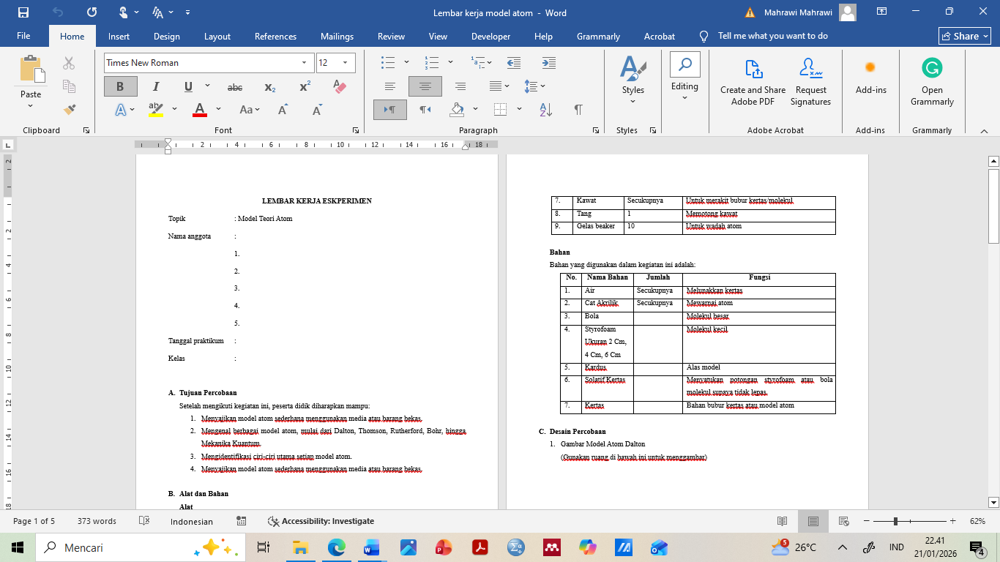 Lembar kerja model atom - Word
Mahrawi Mahrawi
File Home Insert Design Layout References Mailings Review View Developer Help Grammarly Acrobat Tell me what you want to do Share
Paste
Clipboard
Times New Roman 12
B I U abc x2 x2
A ab A Aa A A
Font
Paragraph
Styles
Styles
Editing
Create and Share Adobe PDF
Request Signatures
Adobe Acrobat
Add-ins
Add-ins
Open Grammarly
Grammarly
2 4 6 8 10 12 14 16 18
LEMBAR KERJA ESKPERIMEN
Topik : Model Teori Atom
Nama anggota :
1.
2.
3.
4.
5.
Tanggal praktikum :
Kelas :
A. Tujuan Percobaan
Setelah mengikuti kegiatan ini, peserta didik diharapkan mampu:
1. Menyajikan model atom sederhana menggunakan media atau barang bekas.
2. Mengenal berbagai model atom, mulai dari Dalton, Thomson, Rutherford, Bohr, hingga
Mekanika Kuantum.
3. Mengidentifikasi ciri-ciri utama setiap model atom.
4. Menyajikan model atom sederhana menggunakan media atau barang bekas.
B. Alat dan Bahan
Alat
7. Kawat Secukupnya Untuk merakit bubur kertas/molekul.
8. Tang 1 Memotong kawat
9. Gelas beaker 10 Untuk wadah atom
Bahan
Bahan yang digunakan dalam kegiatan ini adalah:
No. Nama Bahan Jumlah Fungsi
1. Air Secukupnya Melunakkan kertas
2. Cat Akrilik Secukupnya Mewarnai atom
3. Bola Molekul besar
4. Styrofoam Molekul kecil
Ukuran 2 Cm,
4 Cm, 6 Cm
5. Kardus Alas model
6. Solatif Kertas Menyatukan potongan styrofoam atau bola
molekul supaya tidak lepas.
7. Kertas Bahan bubur kertas atau model atom
C. Desain Percobaan
1. Gambar Model Atom Dalton
(Gunakan ruang di bawah ini untuk menggambar)
Page 1 of 5 373 words Indonesian Accessibility: Investigate 62%
Mencari
5 26°C IND 22.41
21/01/2026 4